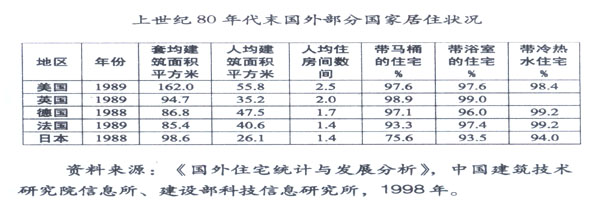 上世纪80年代末国外部分国家居住状况
地区 年份 套均建筑面积平方米 人均建筑面积平方米 人均住房间数间 带马桶的住宅% 带浴室的住宅% 带冷热水住宅%
美国 1989 162.0 55.8 2.5 97.6 97.6 98.4
英国 1989 94.7 35.2 2.0 98.9 99.0
德国 1988 86.8 47.5 1.7 97.1 96.0 99.2
法国 1989 85.4 40.6 1.4 93.3 97.4 99.2
日本 1988 98.6 26.1 1.4 75.6 93.5 94.0
资料来源：《国外住宅统计与发展分析》，中国建筑技术
研究院信息所、建设部科技信息研究所，1998年。